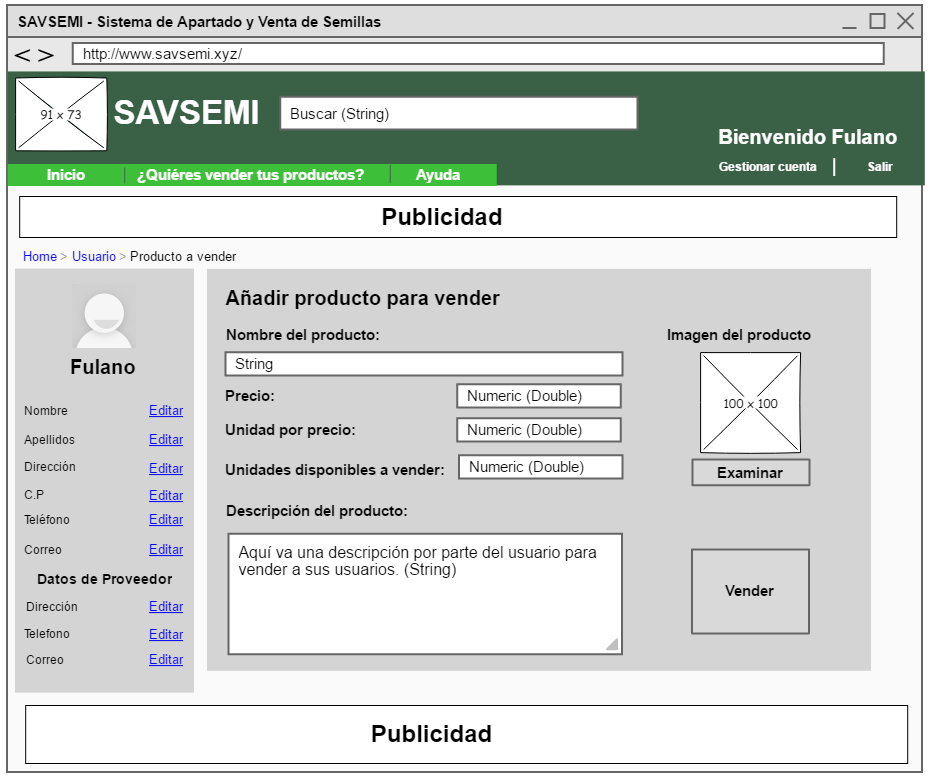 SAVSEMI - Sistema de Apartado y Venta de Semillas
< >
http://www.savsemi.xyz/
91 x 73
SAVSEMI
Buscar (String)
Bienvenido Fulano
Gestionar cuenta | Salir
Inicio | ¿Quiéres vender tus productos? | Ayuda
Publicidad
Home > Usuario > Producto a vender
Fulano
Nombre Editar
Apellidos Editar
Dirección Editar
C.P Editar
Teléfono Editar
Correo Editar
Datos de Proveedor
Dirección Editar
Telefono Editar
Correo Editar
Añadir producto para vender
Nombre del producto:
String
Precio: Numeric (Double)
Unidad por precio: Numeric (Double)
Unidades disponibles a vender: Numeric (Double)
Descripción del producto:
Aquí va una descripción por parte del usuario para
vender a sus usuarios. (String)
Imagen del producto
100 x 100
Examinar
Vender
Publicidad